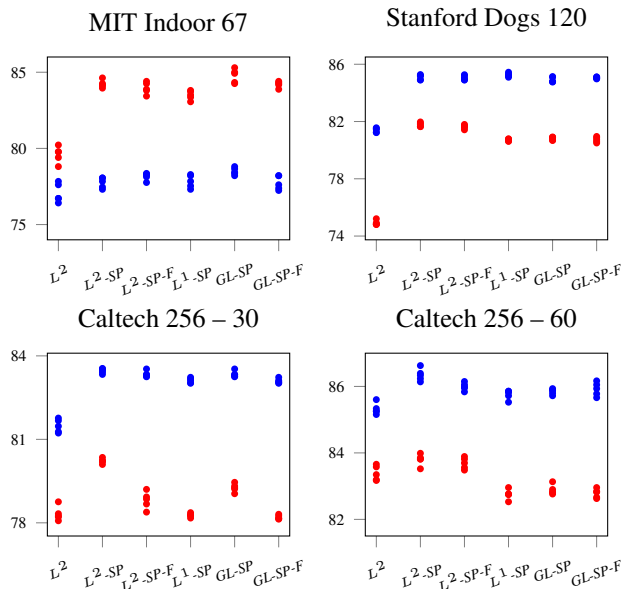 MIT Indoor 67
Stanford Dogs 120
85
80
75
L² L²-SP L²-SP-F L¹-SP GL-SP GL-SP-F
86
82
78
74
L² L²-SP L²-SP-F L¹-SP GL-SP GL-SP-F
Caltech 256 – 30
Caltech 256 – 60
84
81
78
L² L²-SP L²-SP-F L¹-SP GL-SP GL-SP-F
86
84
82
L² L²-SP L²-SP-F L¹-SP GL-SP GL-SP-F